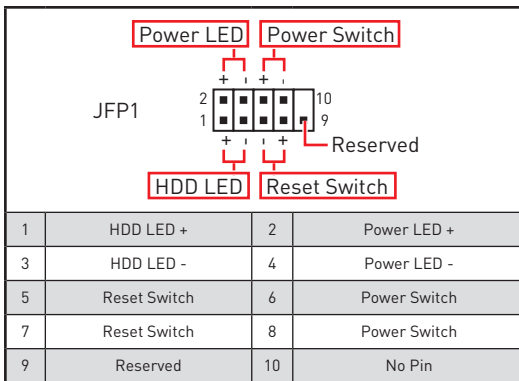 Power LED Power Switch
+ - + -
JFP1
2 10
1 9
+ - - +
Reserved
HDD LED Reset Switch
1 HDD LED + 2 Power LED +
3 HDD LED - 4 Power LED -
5 Reset Switch 6 Power Switch
7 Reset Switch 8 Power Switch
9 Reserved 10 No Pin